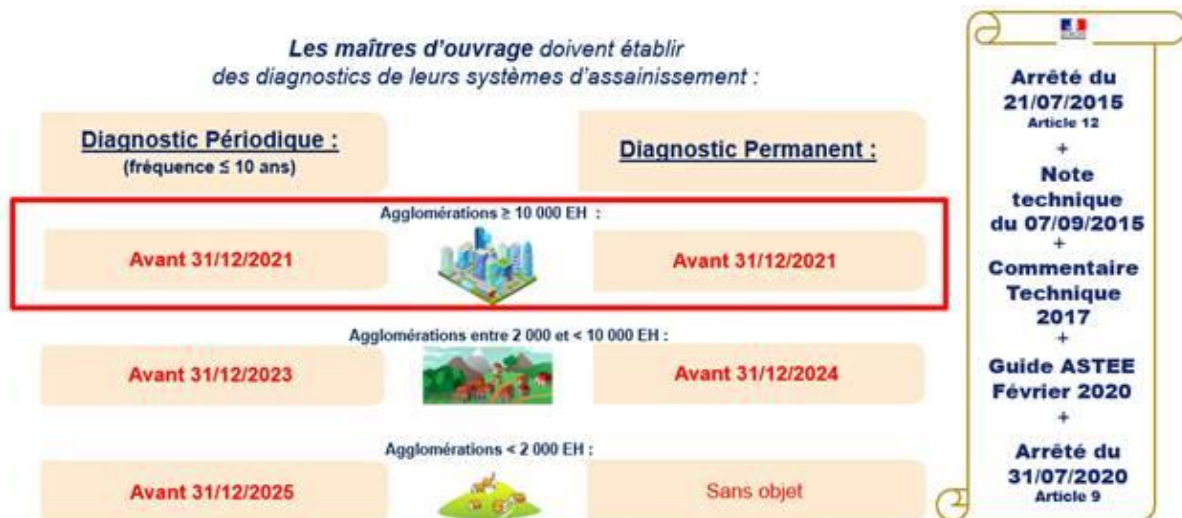 Les maîtres d'ouvrage doivent établir
des diagnostics de leurs systèmes d'assainissement :
Diagnostic Périodique :
(fréquence ≤ 10 ans)
Diagnostic Permanent :
Agglomérations ≥ 10 000 EH :
Avant 31/12/2021
Avant 31/12/2021
Agglomérations entre 2 000 et < 10 000 EH :
Avant 31/12/2023
Avant 31/12/2024
Agglomérations < 2 000 EH :
Avant 31/12/2025
Sans objet
Arrêté du
21/07/2015
Article 12
+
Note
technique
du 07/09/2015
+
Commentaire
Technique
2017
+
Guide ASTEE
Février 2020
+
Arrêté du
31/07/2020
Article 9